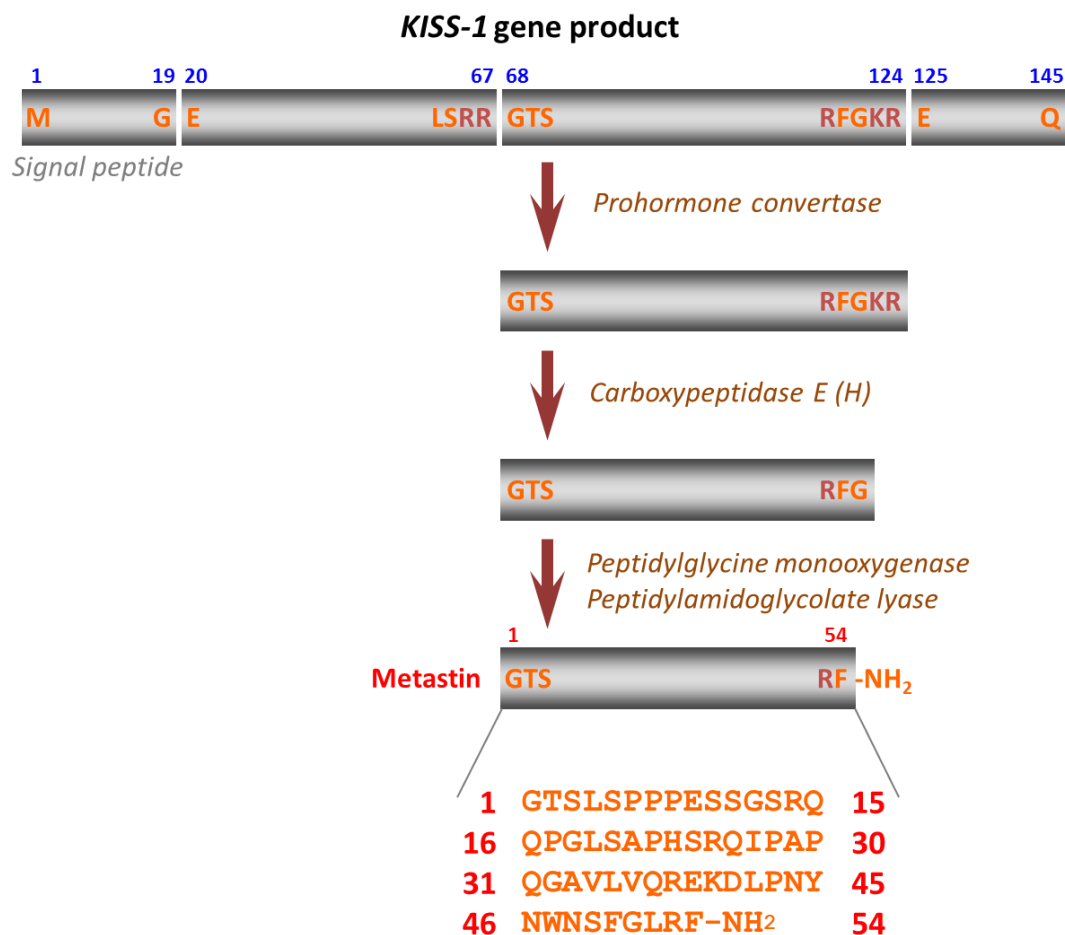 KISS-1 gene product
1 19 20 67 68 124 125 145
M G E LSRR GTS RFGKR E Q
Signal peptide
Prohormone convertase
GTS RFGKR
Carboxypeptidase E (H)
GTS RFG
Peptidylglycine monooxygenase
Peptidylamidoglycolate lyase
1 54
Metastin GTS RF -NH₂
1 GTSLSPPPESSGSRQ 15
16 QPGLSAPHSRQIPAP 30
31 QGAVLVQREKDLPNY 45
46 NWNSFGLRF-NH2 54